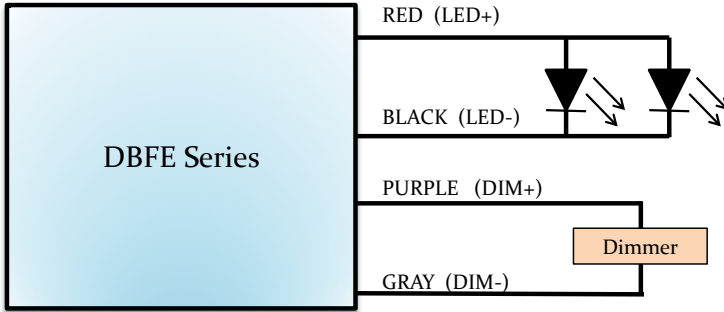 RED (LED+)
BLACK (LED-)
DBFE Series
PURPLE (DIM+)
Dimmer
GRAY (DIM-)